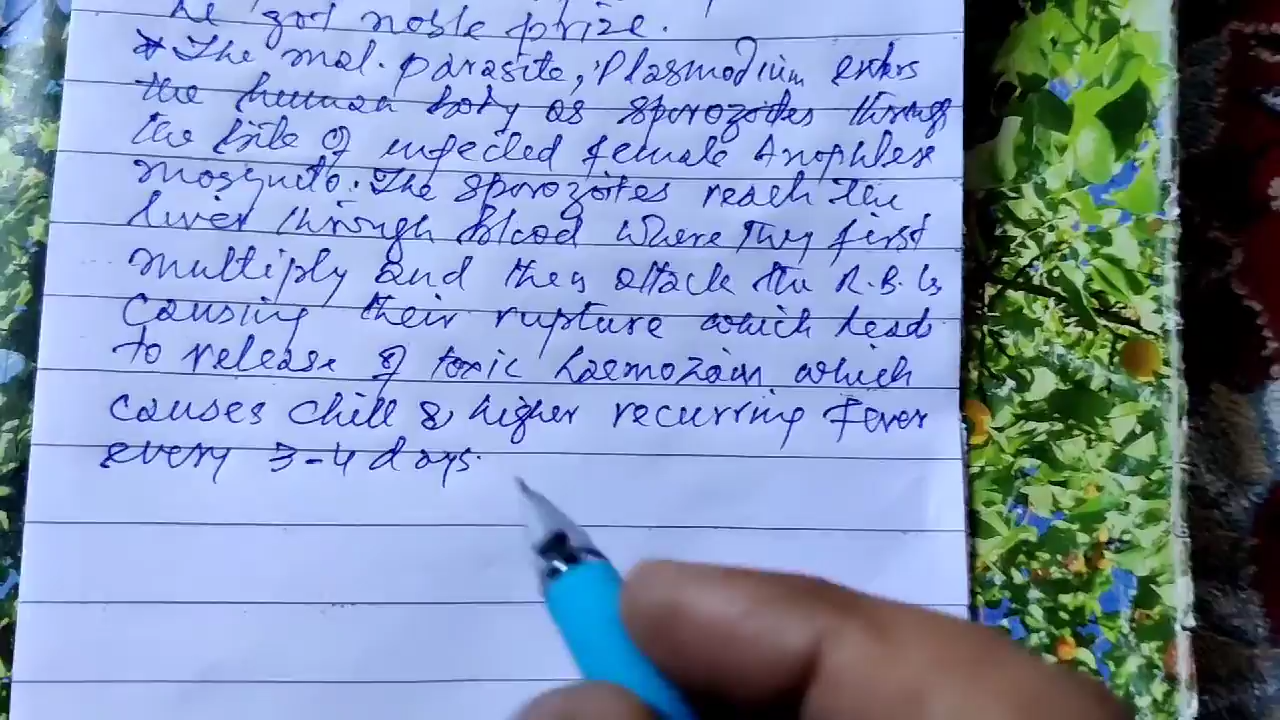 he got noble prize.
* The mal. parasite, Plasmodium enters
the human body as sporozoites through
the bite of infected female Anopheles
mosquito. The sporozoites reach the
liver through blood where they first
multiply and then attack the R.B.Cs
causing their rupture which leads
to release of toxic haemozoin which
causes chill & higher recurring fever
every 3-4 days.